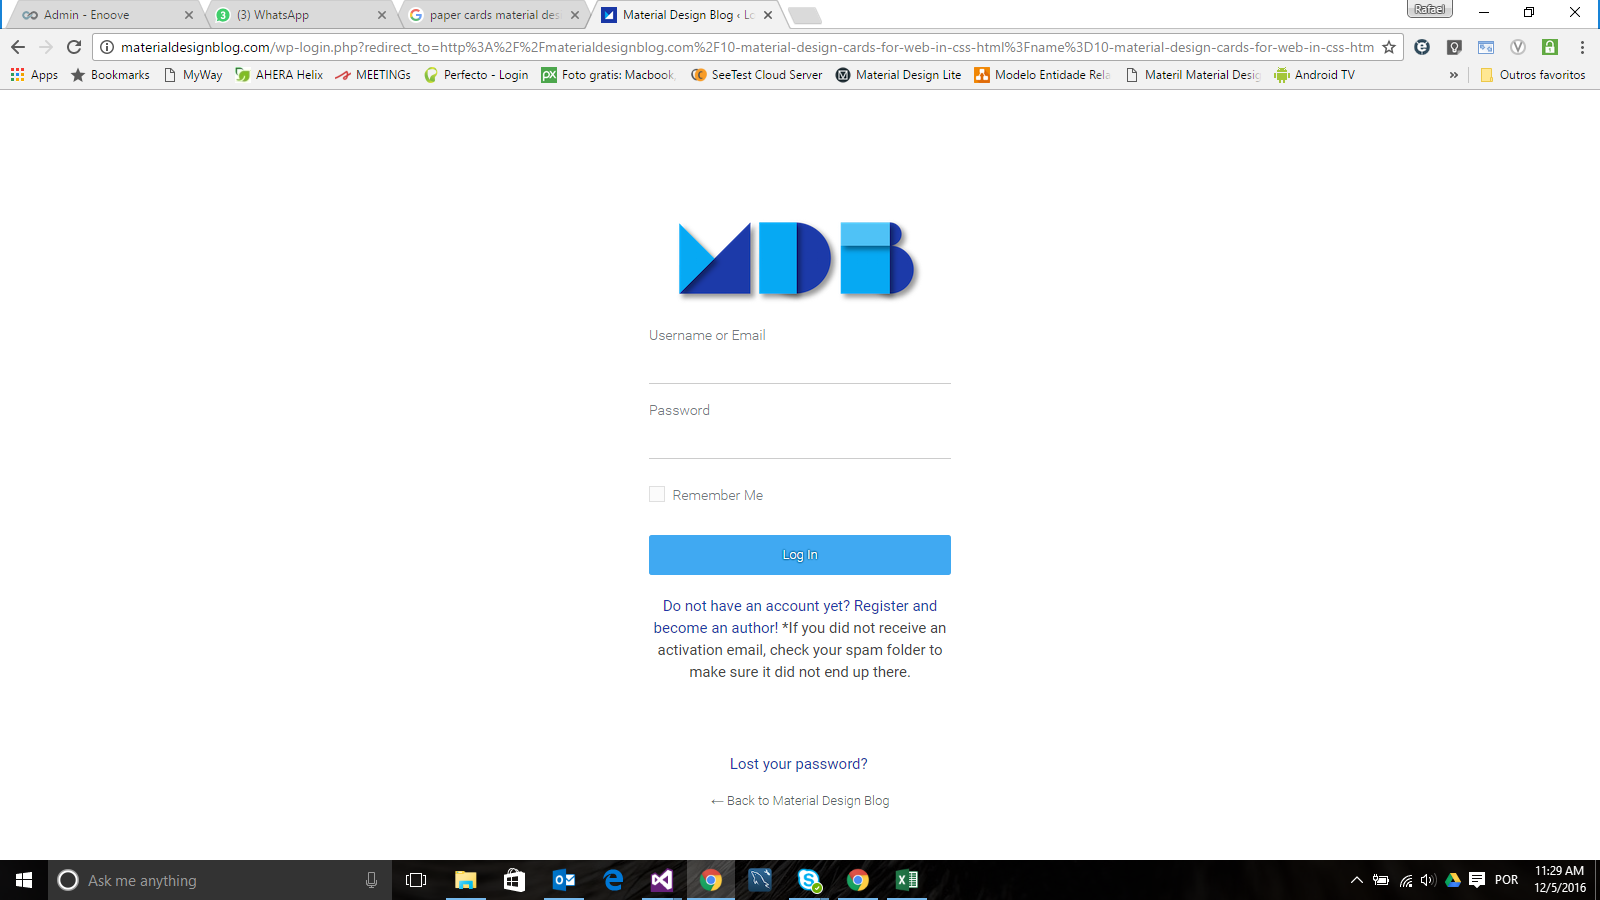 Rafael
Admin - Enoove
(3) WhatsApp
paper cards material des
Material Design Blog ‹ Lo
materialdesignblog.com/wp-login.php?redirect_to=http%3A%2F%2Fmaterialdesignblog.com%2F10-material-design-cards-for-web-in-css-html%3Fname%3D10-material-design-cards-for-web-in-css-htm
Apps
Bookmarks
MyWay
AHERA Helix
MEETINGs
Perfecto - Login
Foto gratis: Macbook,
SeeTest Cloud Server
Material Design Lite
Modelo Entidade Rela
Materil Material Desig
Android TV
»
Outros favoritos
MDB
Username or Email
Password
Remember Me
Log In
Do not have an account yet? Register and
become an author! *If you did not receive an
activation email, check your spam folder to
make sure it did not end up there.
Lost your password?
← Back to Material Design Blog
Ask me anything
POR
11:29 AM
12/5/2016